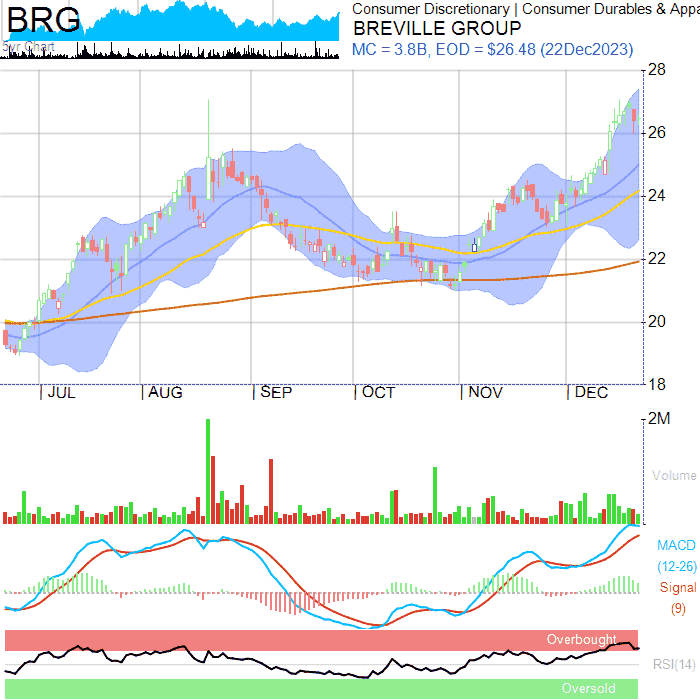 BRG
5yr Chart
Consumer Discretionary | Consumer Durables & Appa
BREVILLE GROUP
MC = 3.8B, EOD = $26.48 (22Dec2023)
28
26
24
22
20
18
JUL AUG SEP OCT NOV DEC
2M
Volume
MACD
(12-26)
Signal
(9)
Overbought
RSI(14)
Oversold